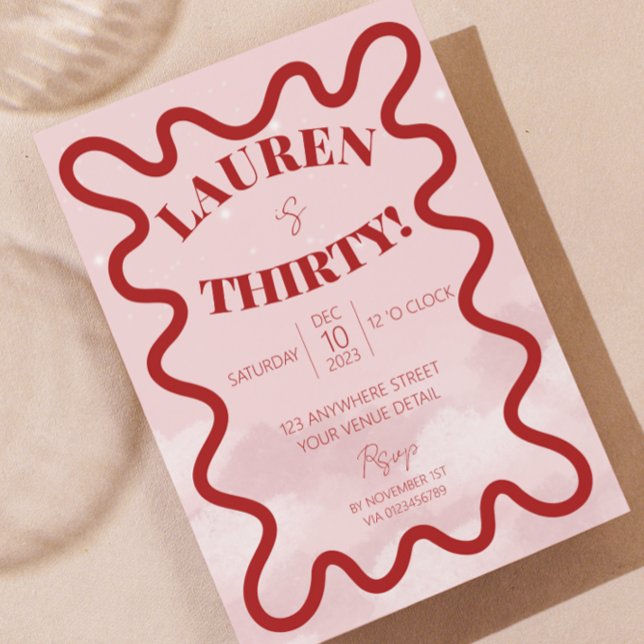 LAUREN
is
THIRTY!
SATURDAY
DEC
10
2023
12 'O CLOCK
123 ANYWHERE STREET
YOUR VENUE DETAIL
Rsvp
BY NOVEMBER 1ST
VIA 0123456789